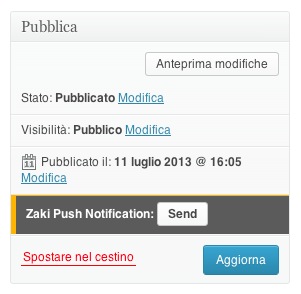 Pubblica
Anteprima modifiche
Stato: Pubblicato Modifica
Visibilità: Pubblico Modifica
11 Pubblicato il: 11 luglio 2013 @ 16:05
Modifica
Zaki Push Notification: Send
Spostare nel cestino
Aggiorna